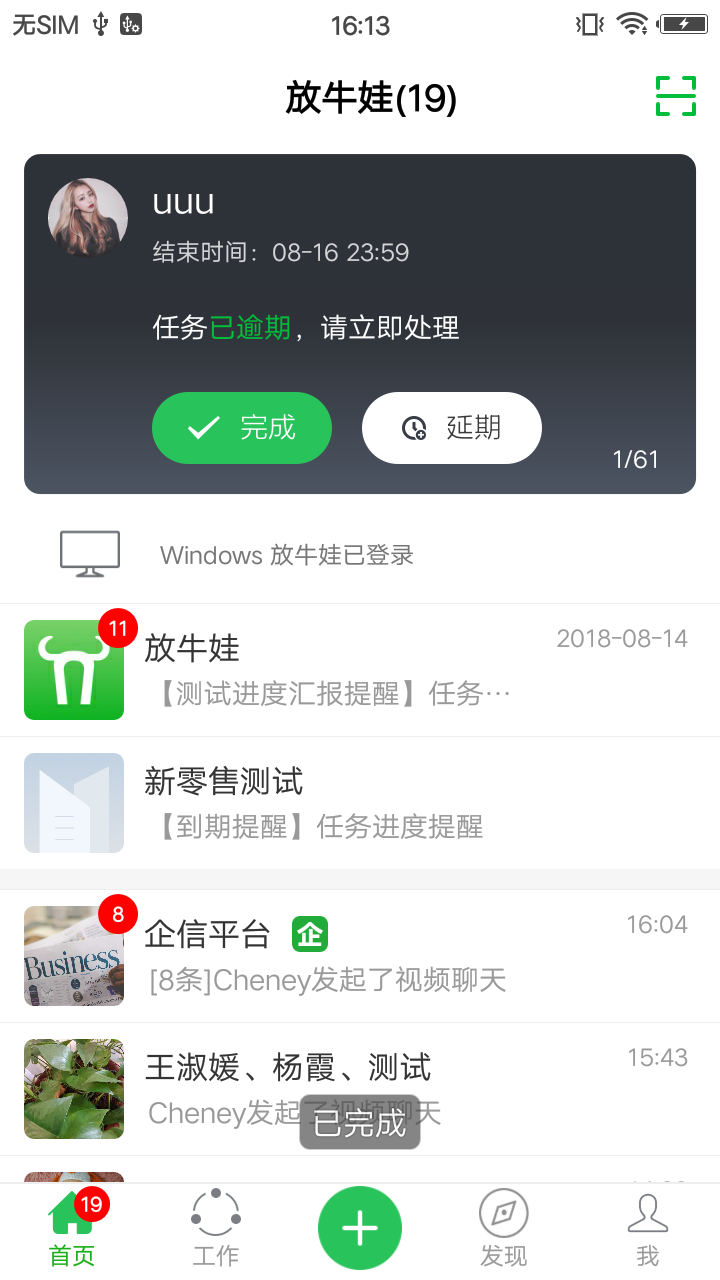 无SIM 16:13
放牛娃(19)
uuu
结束时间：08-16 23:59
任务已逾期，请立即处理
完成 延期
1/61
Windows 放牛娃已登录
11
放牛娃 2018-08-14
【测试进度汇报提醒】任务…
新零售测试
【到期提醒】任务进度提醒
8
企信平台 企 16:04
Business
[8条]Cheney发起了视频聊天
王淑媛、杨霞、测试 15:43
Cheney发起了视频聊天
已完成
19
首页 工作 发现 我